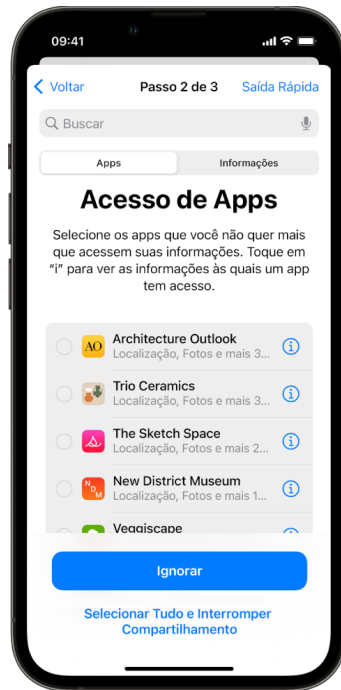 09:41
Voltar
Passo 2 de 3
Saída Rápida
Buscar
Apps
Informações
Acesso de Apps
Selecione os apps que você não quer mais
que acessem suas informações. Toque em
“i” para ver as informações às quais um app
tem acesso.
AO
Architecture Outlook
Localização, Fotos e mais 3...
Trio Ceramics
Localização, Fotos e mais 3...
The Sketch Space
Localização, Fotos e mais 2...
NDM
New District Museum
Localização, Fotos e mais 1...
Veggiscape
Ignorar
Selecionar Tudo e Interromper
Compartilhamento